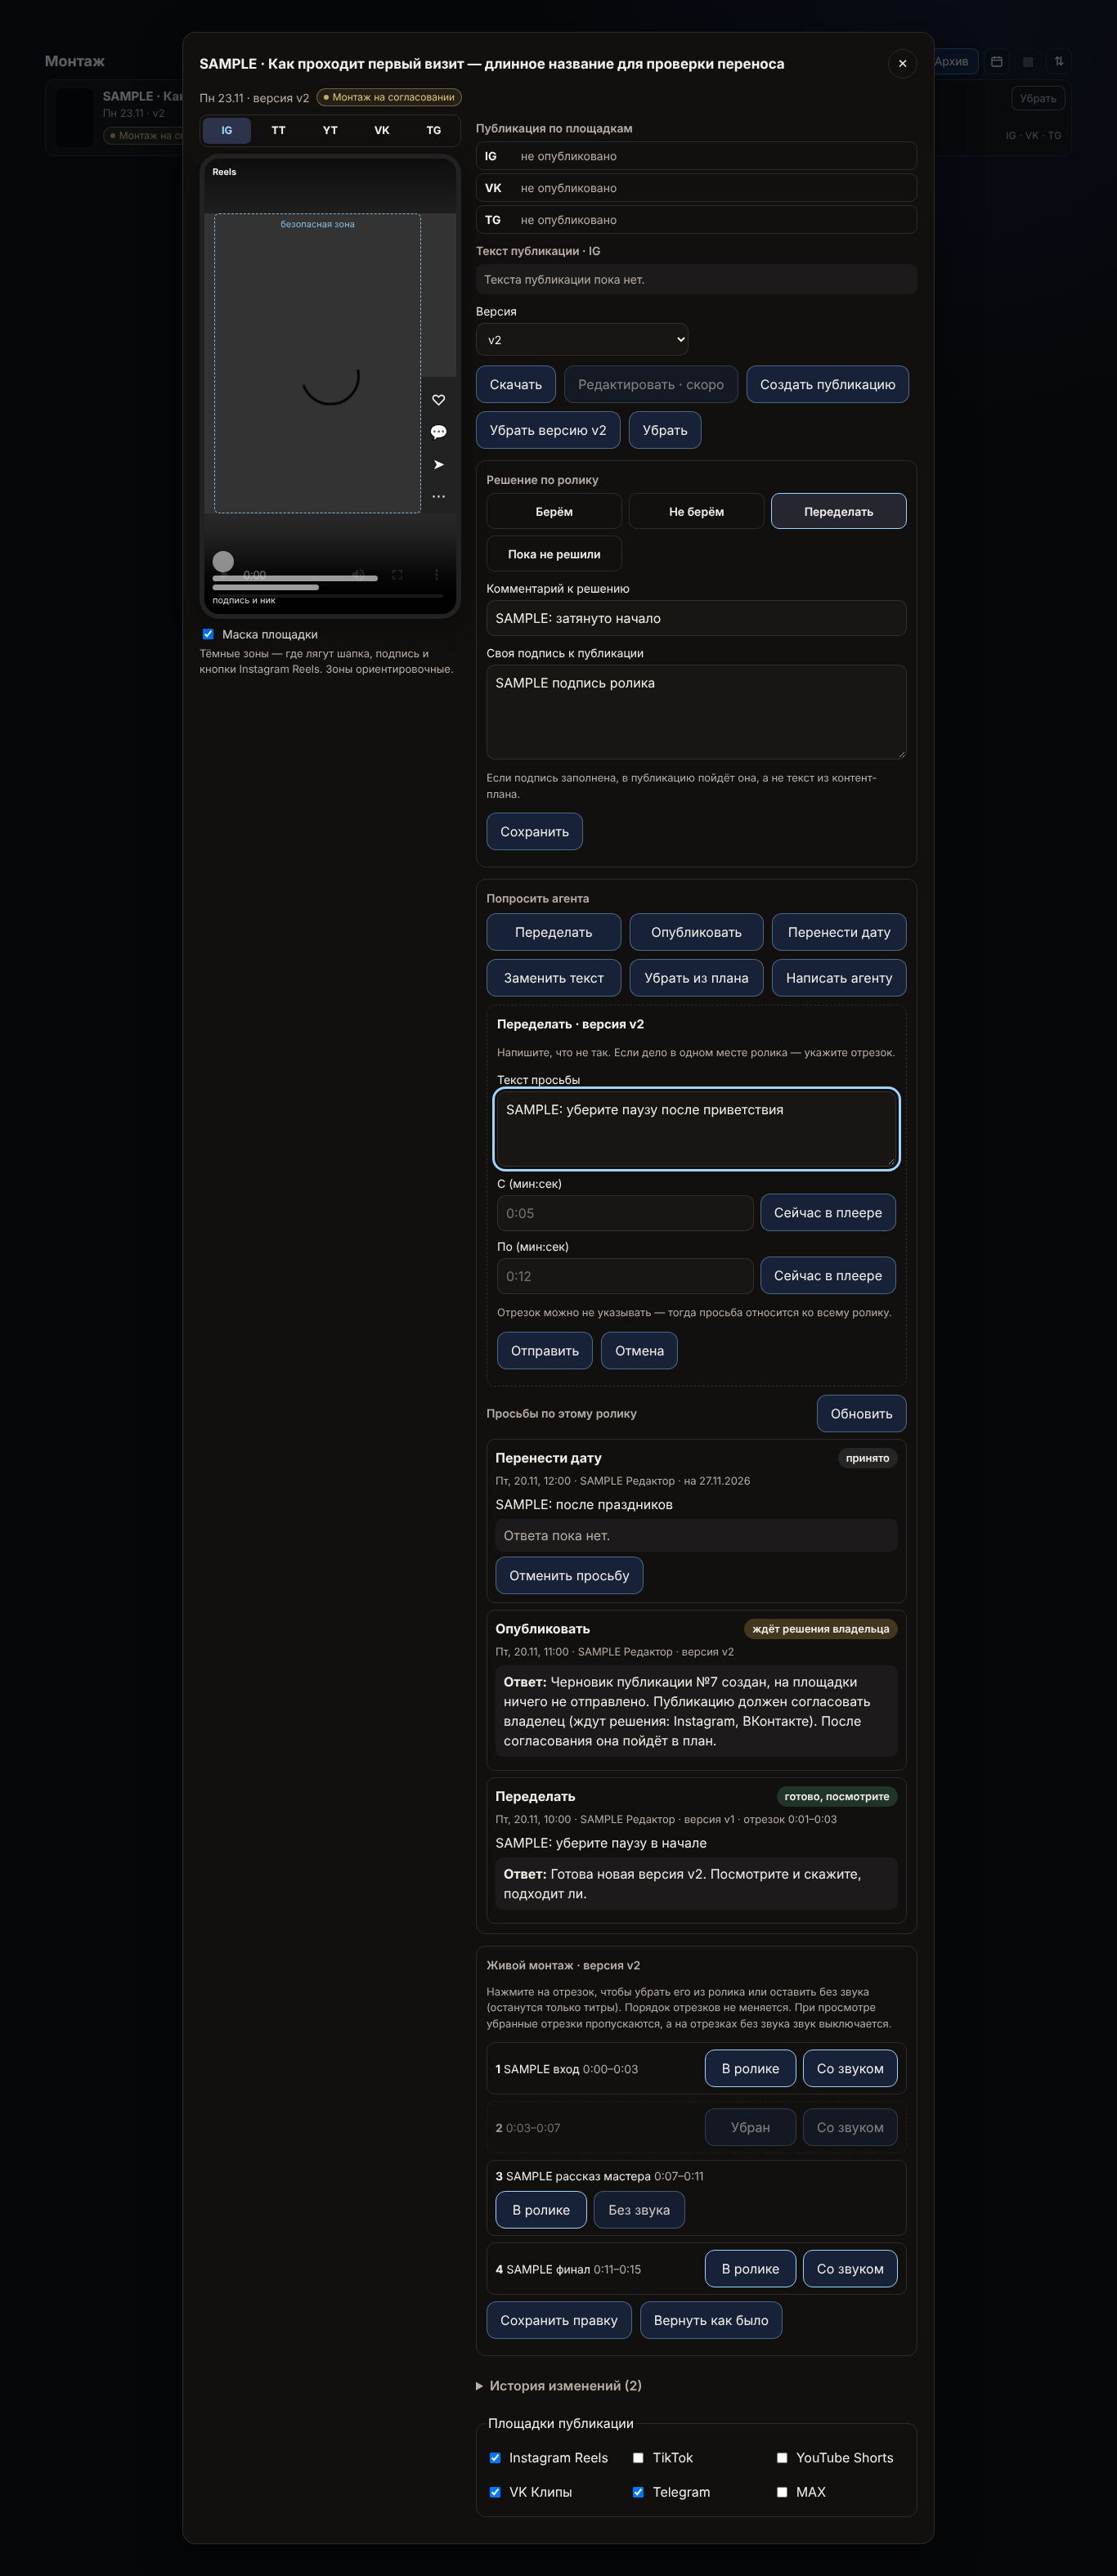 Монтаж
Архив
SAMPLE · Ка
Пн 23.11 · v2
Монтаж на со
Убрать
IG · VK · TG
SAMPLE · Как проходит первый визит — длинное название для проверки переноса
✕
Пн 23.11 · версия v2
Монтаж на согласовании
IG TT YT VK TG
Reels
безопасная зона
0:00
подпись и ник
Маска площадки
Тёмные зоны — где лягут шапка, подпись и
кнопки Instagram Reels. Зоны ориентировочные.
Публикация по площадкам
IG не опубликовано
VK не опубликовано
TG не опубликовано
Текст публикации · IG
Текста публикации пока нет.
Версия
v2
Скачать
Редактировать · скоро
Создать публикацию
Убрать версию v2
Убрать
Решение по ролику
Берём
Не берём
Переделать
Пока не решили
Комментарий к решению
SAMPLE: затянуто начало
Своя подпись к публикации
SAMPLE подпись ролика
Если подпись заполнена, в публикацию пойдёт она, а не текст из контент-
плана.
Сохранить
Попросить агента
Переделать
Опубликовать
Перенести дату
Заменить текст
Убрать из плана
Написать агенту
Переделать · версия v2
Напишите, что не так. Если дело в одном месте ролика — укажите отрезок.
Текст просьбы
SAMPLE: уберите паузу после приветствия
С (мин:сек)
0:05
Сейчас в плеере
По (мин:сек)
0:12
Сейчас в плеере
Отрезок можно не указывать — тогда просьба относится ко всему ролику.
Отправить
Отмена
Просьбы по этому ролику
Обновить
Перенести дату
принято
Пт, 20.11, 12:00 · SAMPLE Редактор · на 27.11.2026
SAMPLE: после праздников
Ответа пока нет.
Отменить просьбу
Опубликовать
ждёт решения владельца
Пт, 20.11, 11:00 · SAMPLE Редактор · версия v2
Ответ: Черновик публикации №7 создан, на площадки
ничего не отправлено. Публикацию должен согласовать
владелец (ждут решения: Instagram, ВКонтакте). После
согласования она пойдёт в план.
Переделать
готово, посмотрите
Пт, 20.11, 10:00 · SAMPLE Редактор · версия v1 · отрезок 0:01–0:03
SAMPLE: уберите паузу в начале
Ответ: Готова новая версия v2. Посмотрите и скажите,
подходит ли.
Живой монтаж · версия v2
Нажмите на отрезок, чтобы убрать его из ролика или оставить без звука
(останутся только титры). Порядок отрезков не меняется. При просмотре
убранные отрезки пропускаются, а на отрезках без звука звук выключается.
1 SAMPLE вход 0:00–0:03
В ролике
Со звуком
2 0:03–0:07
Убран
Со звуком
3 SAMPLE рассказ мастера 0:07–0:11
В ролике
Без звука
4 SAMPLE финал 0:11–0:15
В ролике
Со звуком
Сохранить правку
Вернуть как было
История изменений (2)
Площадки публикации
Instagram Reels
TikTok
YouTube Shorts
VK Клипы
Telegram
MAX